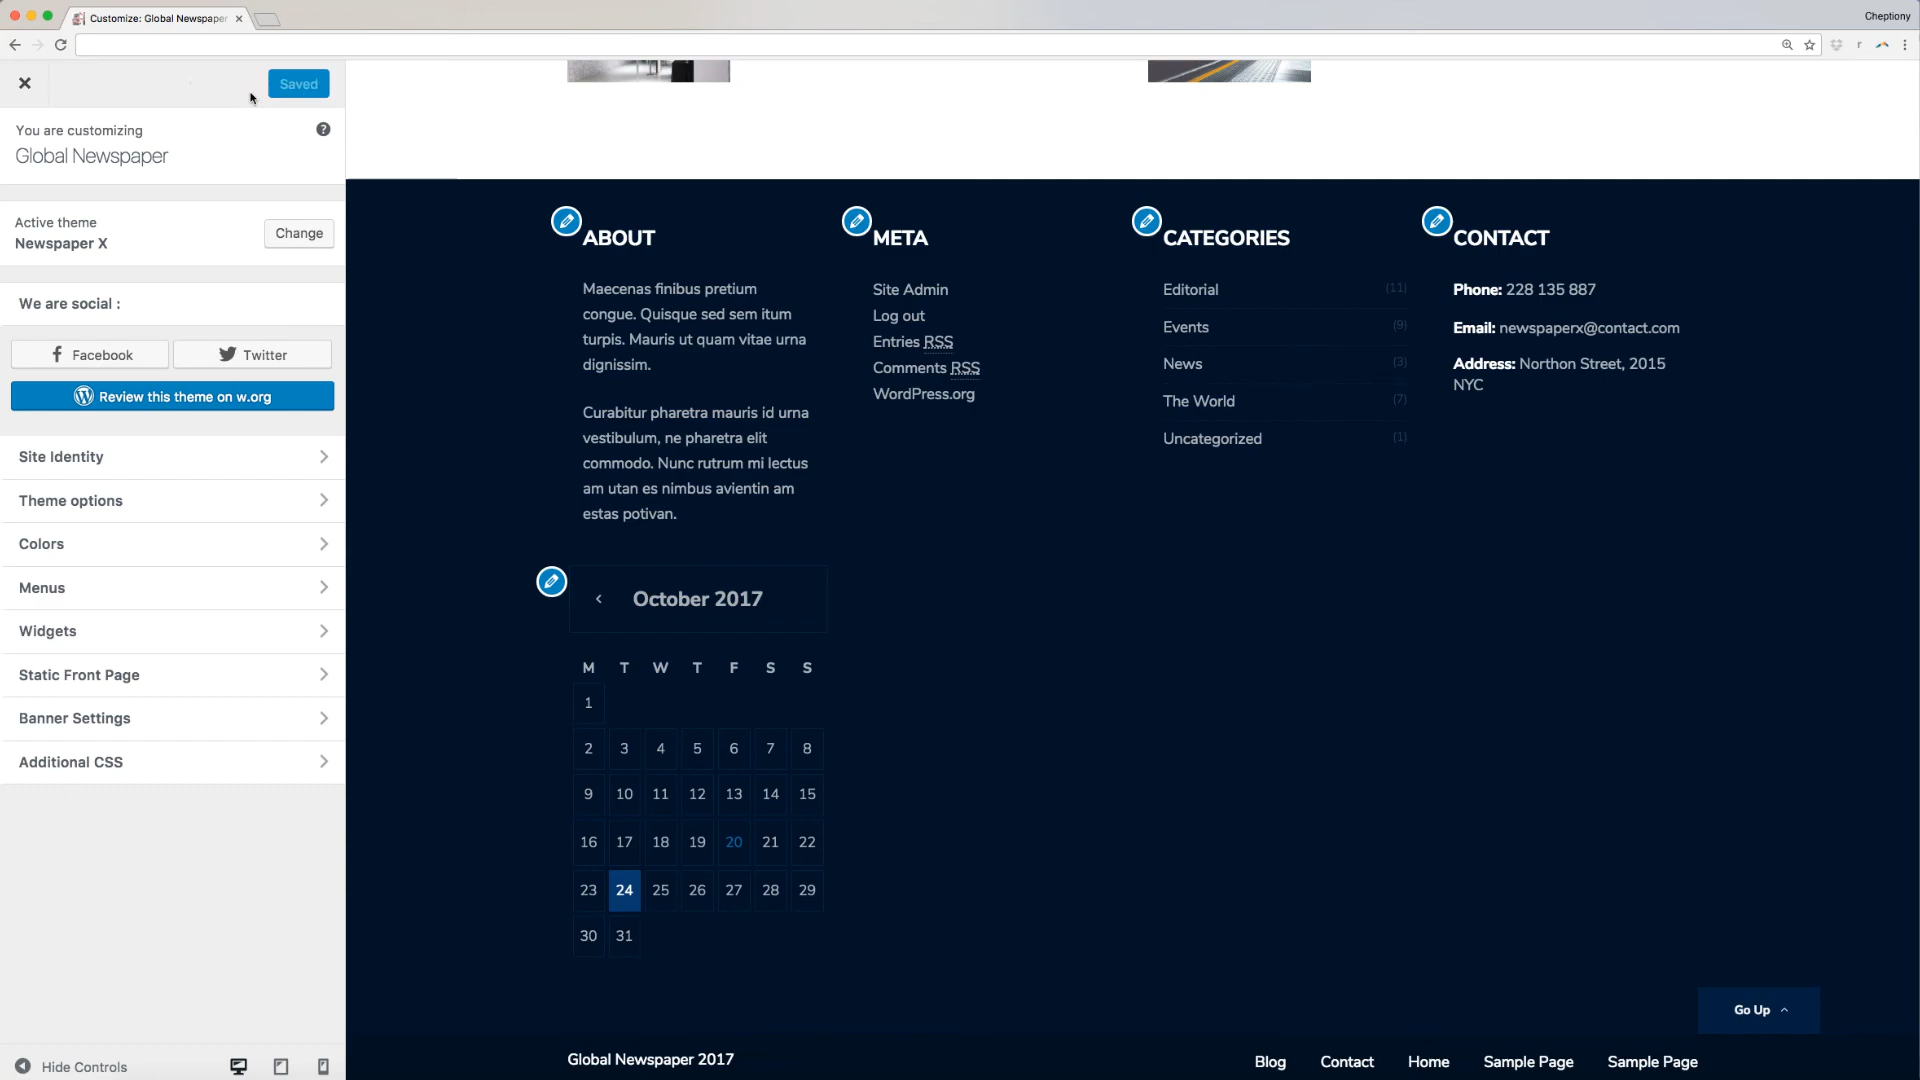 Customize: Global Newspaper
Cheptiony
Saved
You are customizing
Global Newspaper
Active theme
Newspaper X
Change
We are social :
Facebook
Twitter
Review this theme on w.org
Site Identity
Theme options
Colors
Menus
Widgets
Static Front Page
Banner Settings
Additional CSS
Hide Controls
ABOUT
Maecenas finibus pretium
congue. Quisque sed sem itum
turpis. Mauris ut quam vitae urna
dignissim.
Curabitur pharetra mauris id urna
vestibulum, ne pharetra elit
commodo. Nunc rutrum mi lectus
am utan es nimbus avientin am
estas potivan.
October 2017
M T W T F S S
1
2 3 4 5 6 7 8
9 10 11 12 13 14 15
16 17 18 19 20 21 22
23 24 25 26 27 28 29
30 31
META
Site Admin
Log out
Entries RSS
Comments RSS
WordPress.org
CATEGORIES
Editorial (11)
Events (9)
News (3)
The World (7)
Uncategorized (1)
CONTACT
Phone: 228 135 887
Email: newspaperx@contact.com
Address: Northon Street, 2015
NYC
Go Up
Global Newspaper 2017
Blog Contact Home Sample Page Sample Page